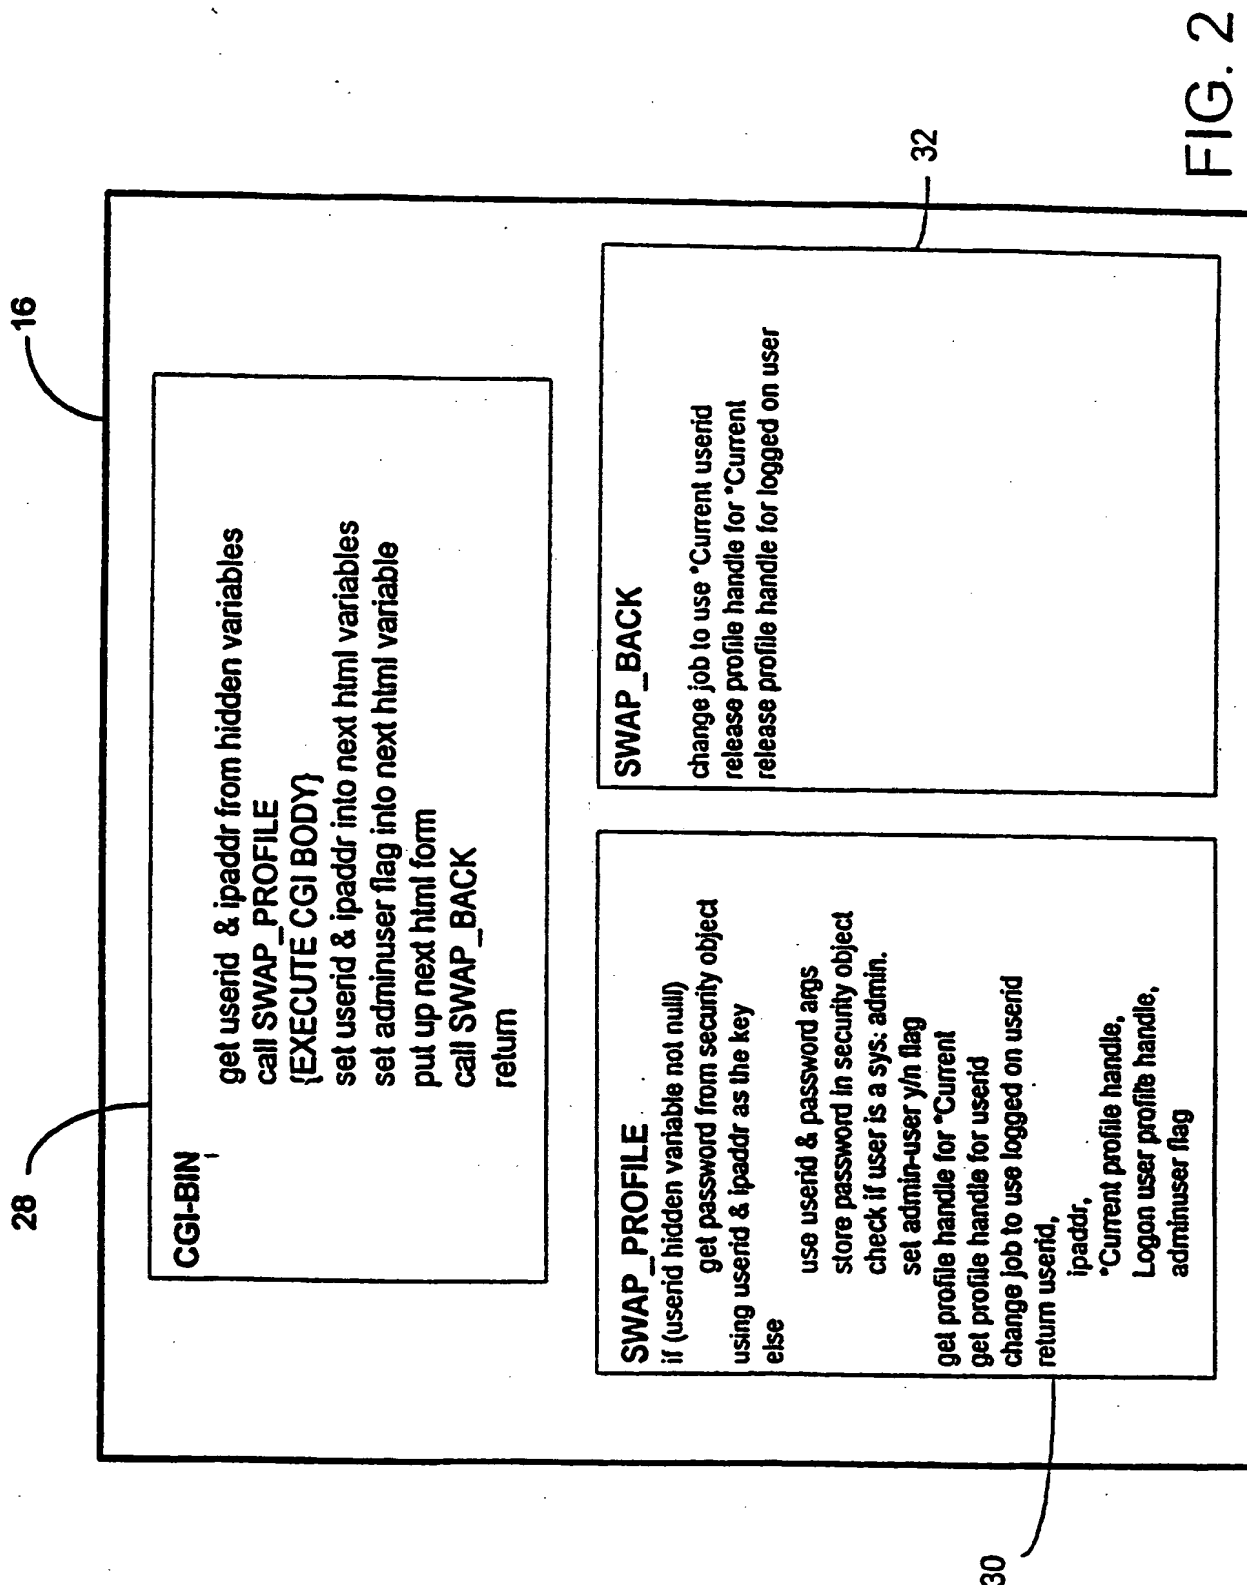 16
28
CGI-BIN
get userid & ipaddr from hidden variables
call SWAP_PROFILE
{EXECUTE CGI BODY}
set userid & ipaddr into next html variables
set adminuser flag into next html variable
put up next html form
call SWAP_BACK
return
SWAP_PROFILE
if (userid hidden variable not null)
get password from security object
using userid & ipaddr as the key
else
use userid & password args
store password in security object
check if user is a sys: admin.
set admin-user y/n flag
get profile handle for *Current
get profile handle for userid
change job to use logged on userid
return userid,
ipaddr,
*Current profile handle,
Logon user profile handle,
adminuser flag
30
SWAP_BACK
change job to use *Current userid
release profile handle for *Current
release profile handle for logged on user
32
FIG. 2